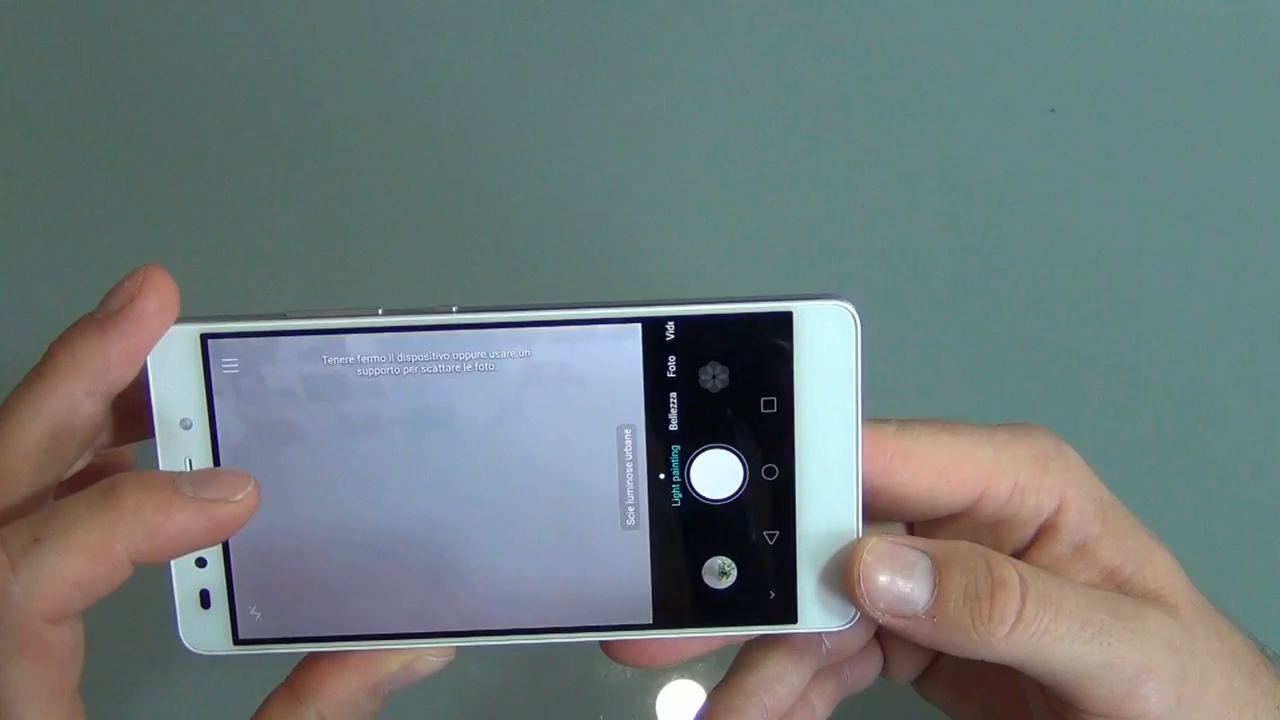 Tenere fermo il dispositivo oppure usare un
supporto per scattare le foto.
Scie luminose urbane
Light painting
Bellezza
Foto
Vide